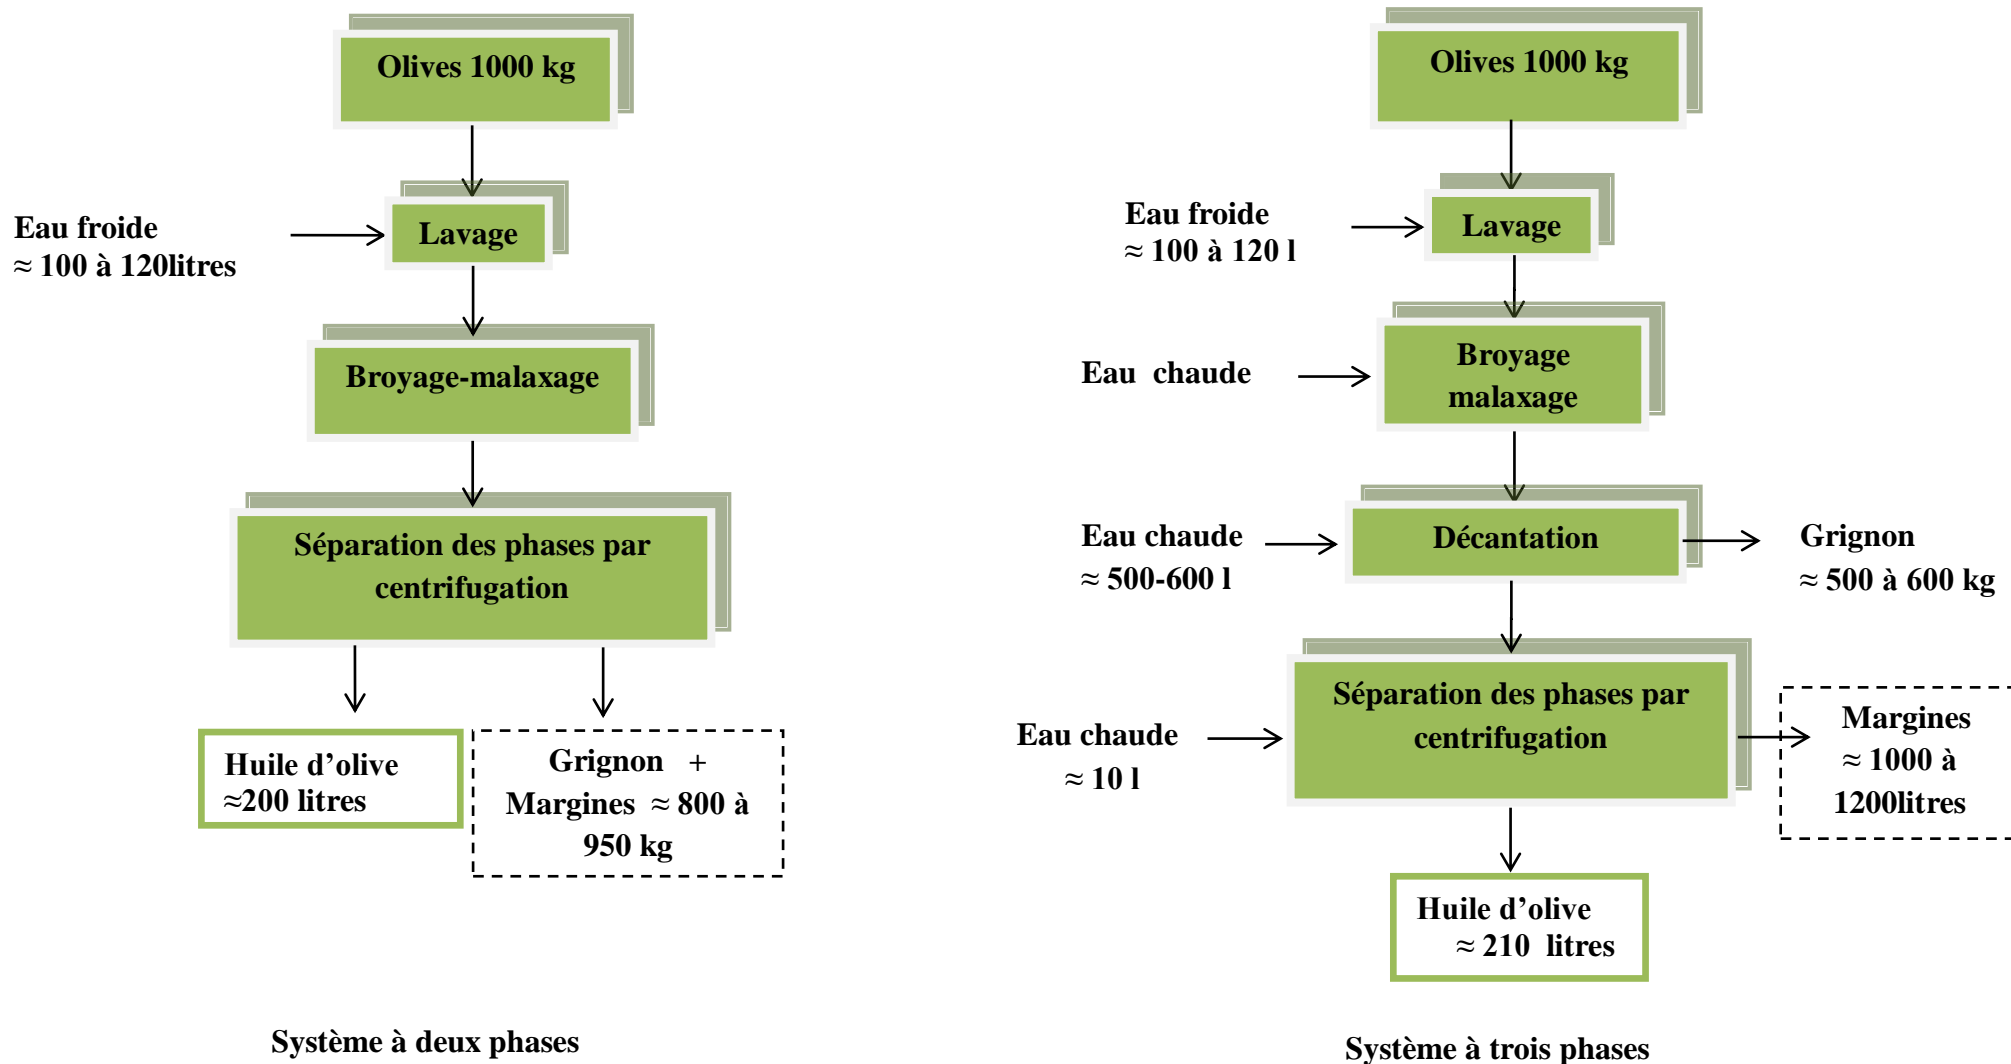 Olives 1000 kg
Lavage
Eau froide
≈ 100 à 120litres
Broyage-malaxage
Séparation des phases par
centrifugation
Huile d’olive
≈200 litres
Grignon +
Margines ≈ 800 à
950 kg
Système à deux phases
Olives 1000 kg
Eau froide
≈ 100 à 120 l
Lavage
Eau chaude
Broyage
malaxage
Eau chaude
≈ 500-600 l
Décantation
Grignon
≈ 500 à 600 kg
Eau chaude
≈ 10 l
Séparation des phases par
centrifugation
Margines
≈ 1000 à
1200litres
Huile d’olive
≈ 210 litres
Système à trois phases